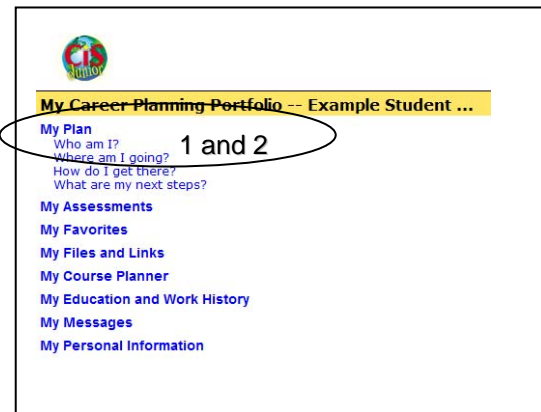 CiS
Junior
My Career Planning Portfolio -- Example Student ...
My Plan
Who am I?
1 and 2
Where am I going?
How do I get there?
What are my next steps?
My Assessments
My Favorites
My Files and Links
My Course Planner
My Education and Work History
My Messages
My Personal Information